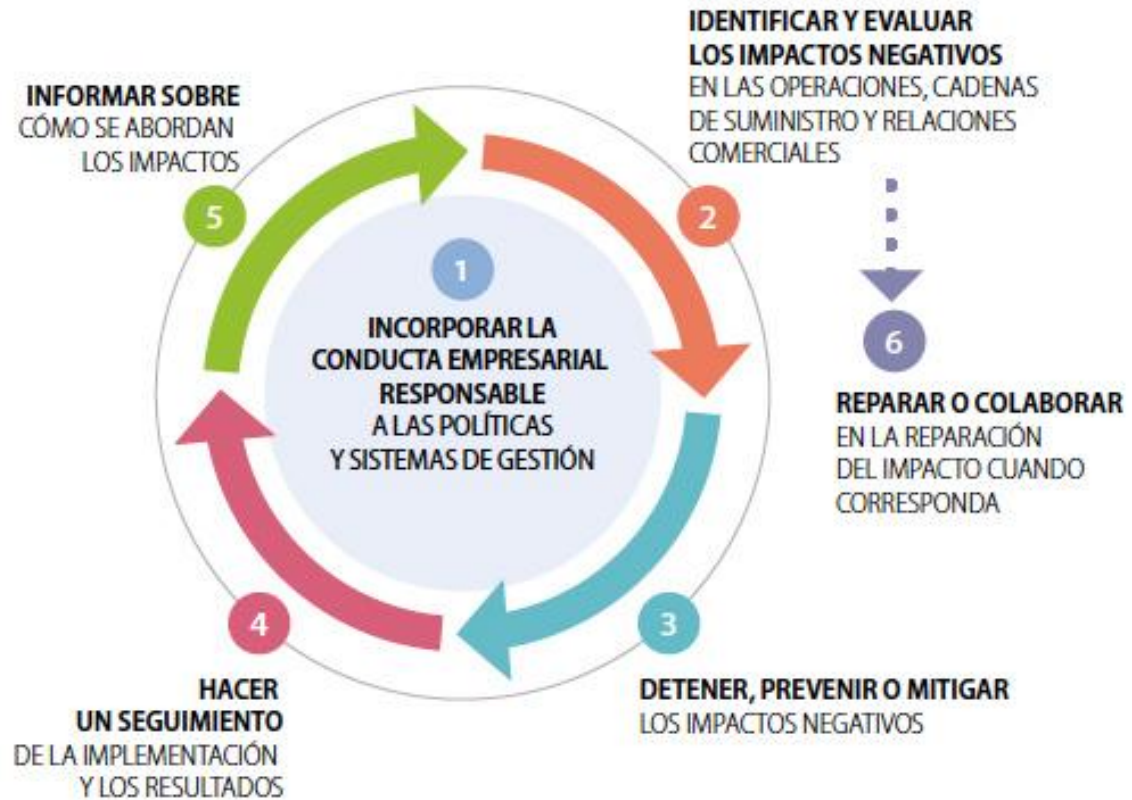 1
INCORPORAR LA
CONDUCTA EMPRESARIAL
RESPONSABLE
A LAS POLÍTICAS
Y SISTEMAS DE GESTIÓN
2
IDENTIFICAR Y EVALUAR
LOS IMPACTOS NEGATIVOS
EN LAS OPERACIONES, CADENAS
DE SUMINISTRO Y RELACIONES
COMERCIALES
3
DETENER, PREVENIR O MITIGAR
LOS IMPACTOS NEGATIVOS
4
HACER
UN SEGUIMIENTO
DE LA IMPLEMENTACIÓN
Y LOS RESULTADOS
5
INFORMAR SOBRE
CÓMO SE ABORDAN
LOS IMPACTOS
6
REPARAR O COLABORAR
EN LA REPARACIÓN
DEL IMPACTO CUANDO
CORRESPONDA